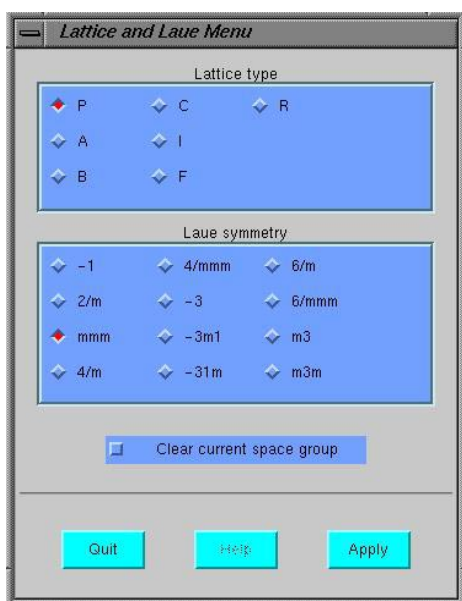 Lattice and Laue Menu
Lattice type
P C R
A I
B F
Laue symmetry
-1 4/mmm 6/m
2/m -3 6/mmm
mmm -3m1 m3
4/m -31m m3m
Clear current space group
Quit Help Apply